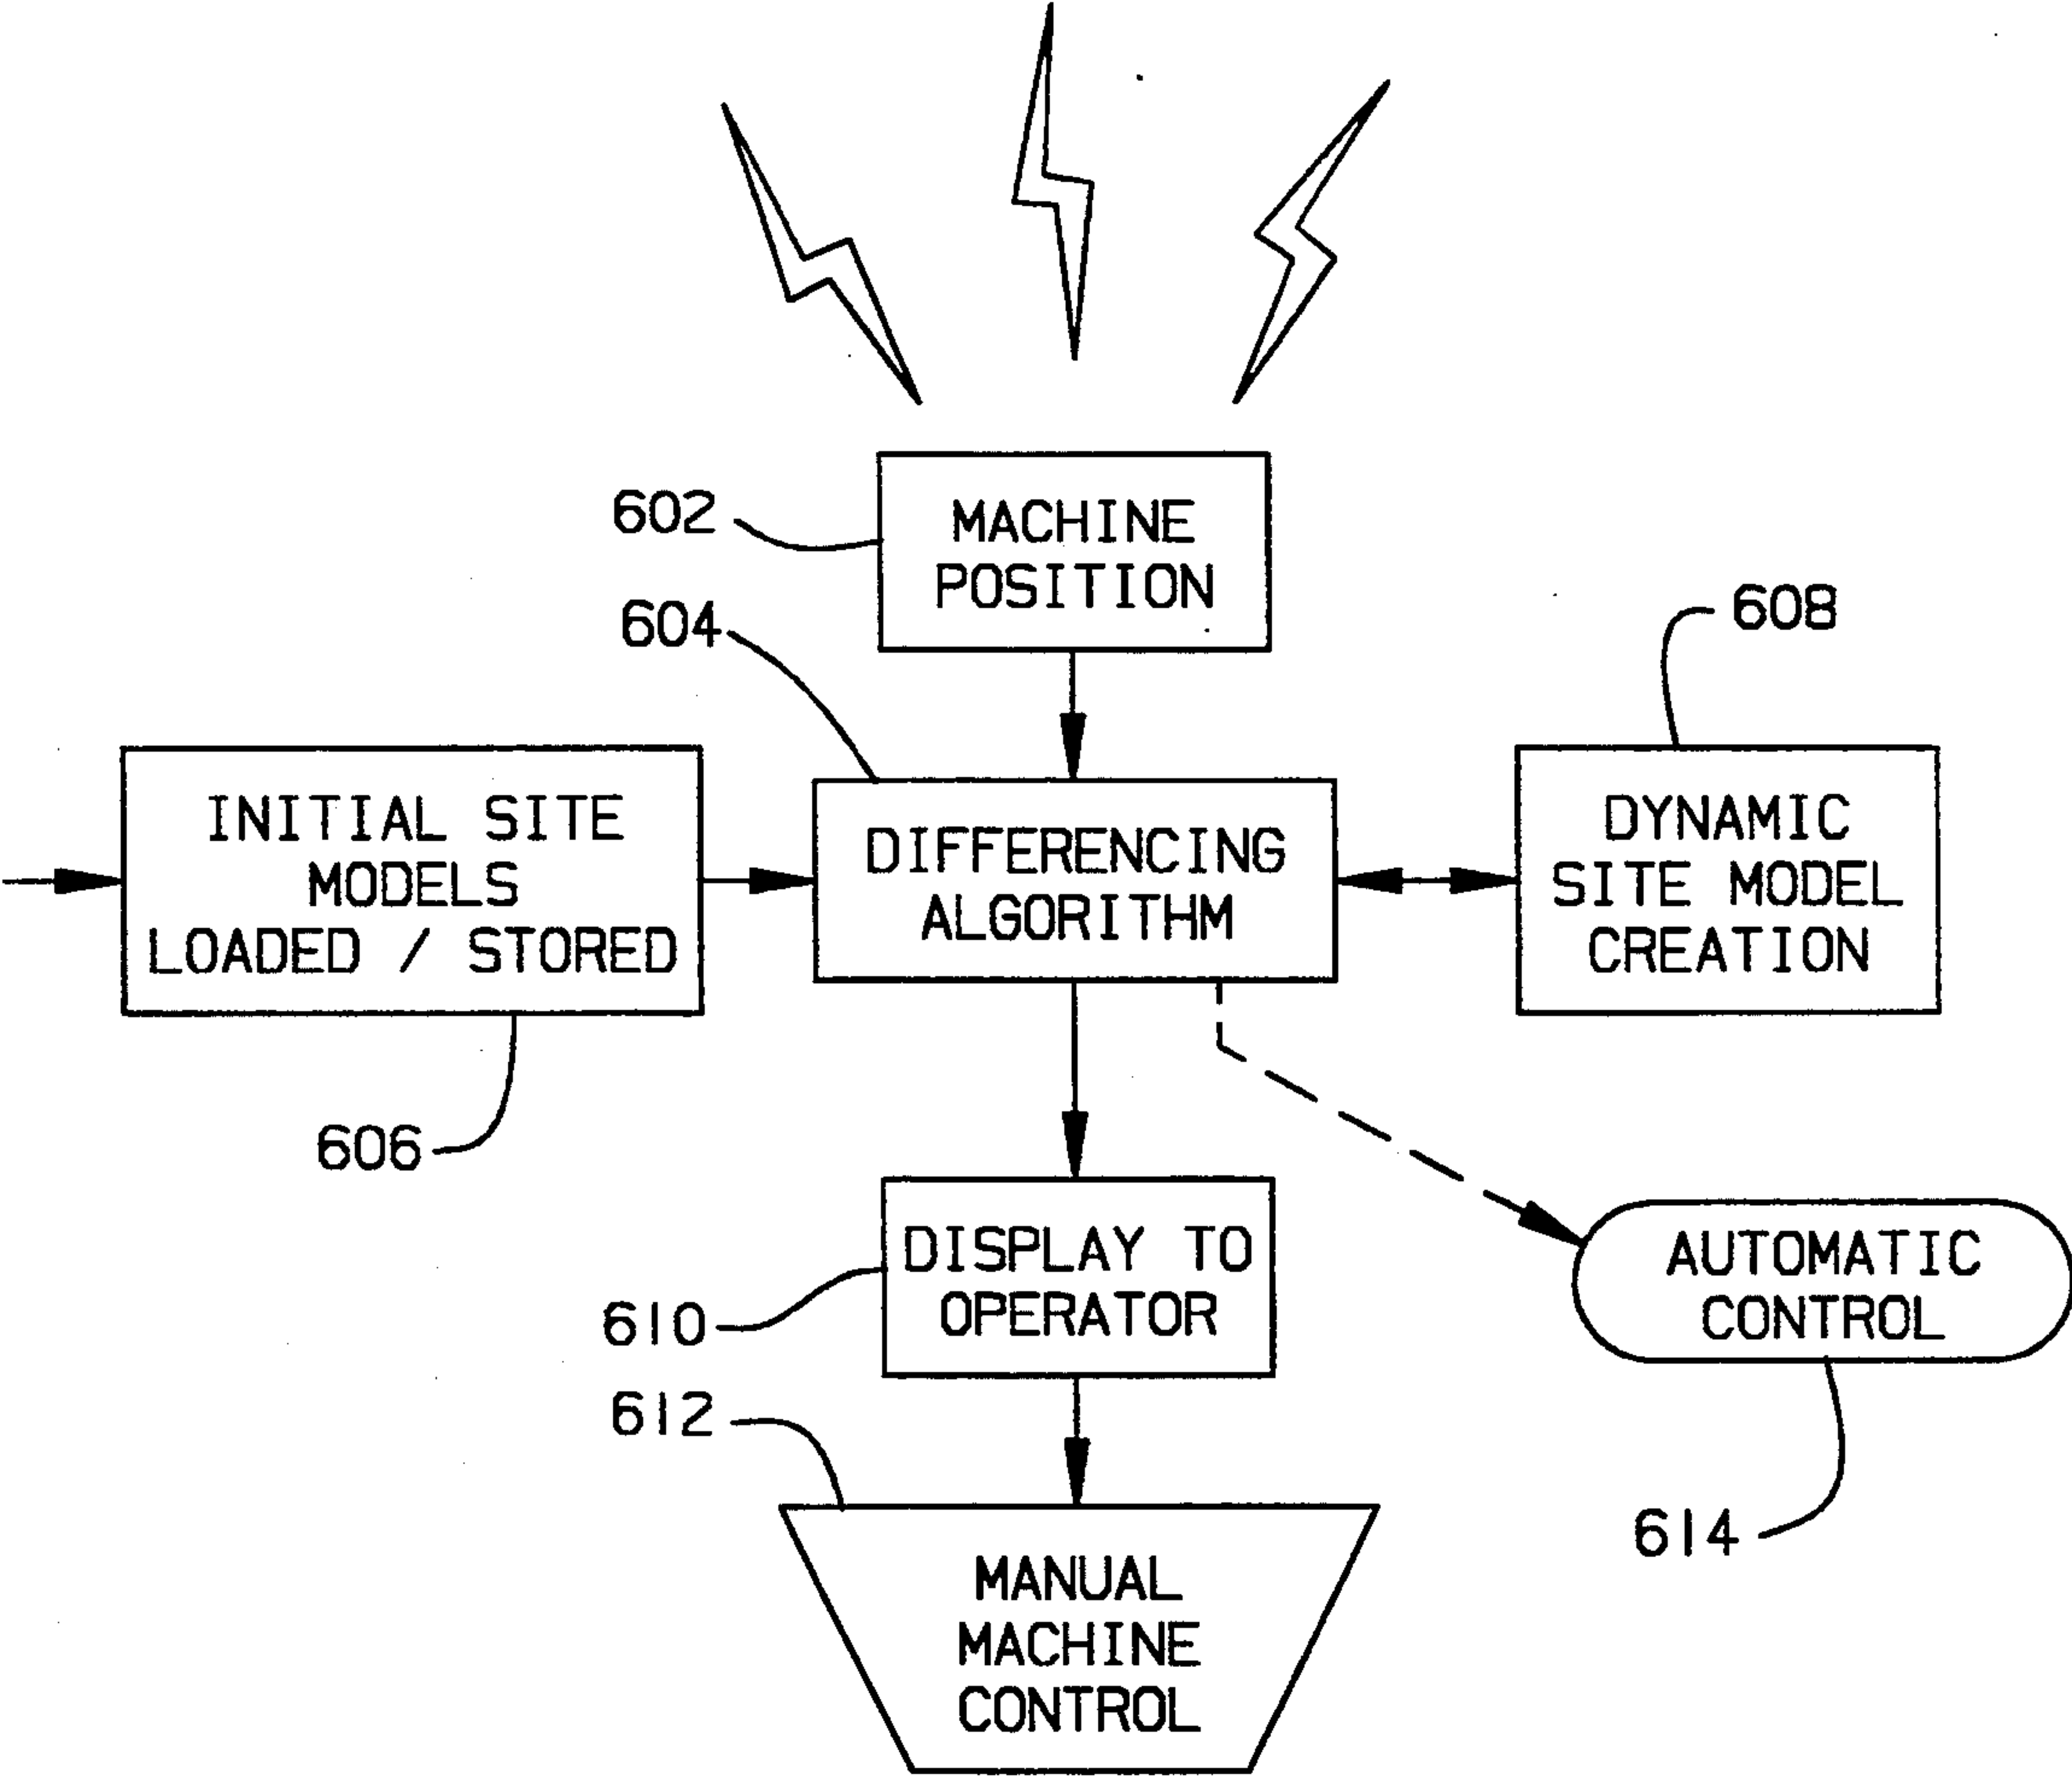 602
MACHINE
POSITION
604
608
INITIAL SITE
MODELS
LOADED / STORED
DIFFERENCING
ALGORITHM
DYNAMIC
SITE MODEL
CREATION
606
DISPLAY TO
OPERATOR
610
AUTOMATIC
CONTROL
612
614
MANUAL
MACHINE
CONTROL